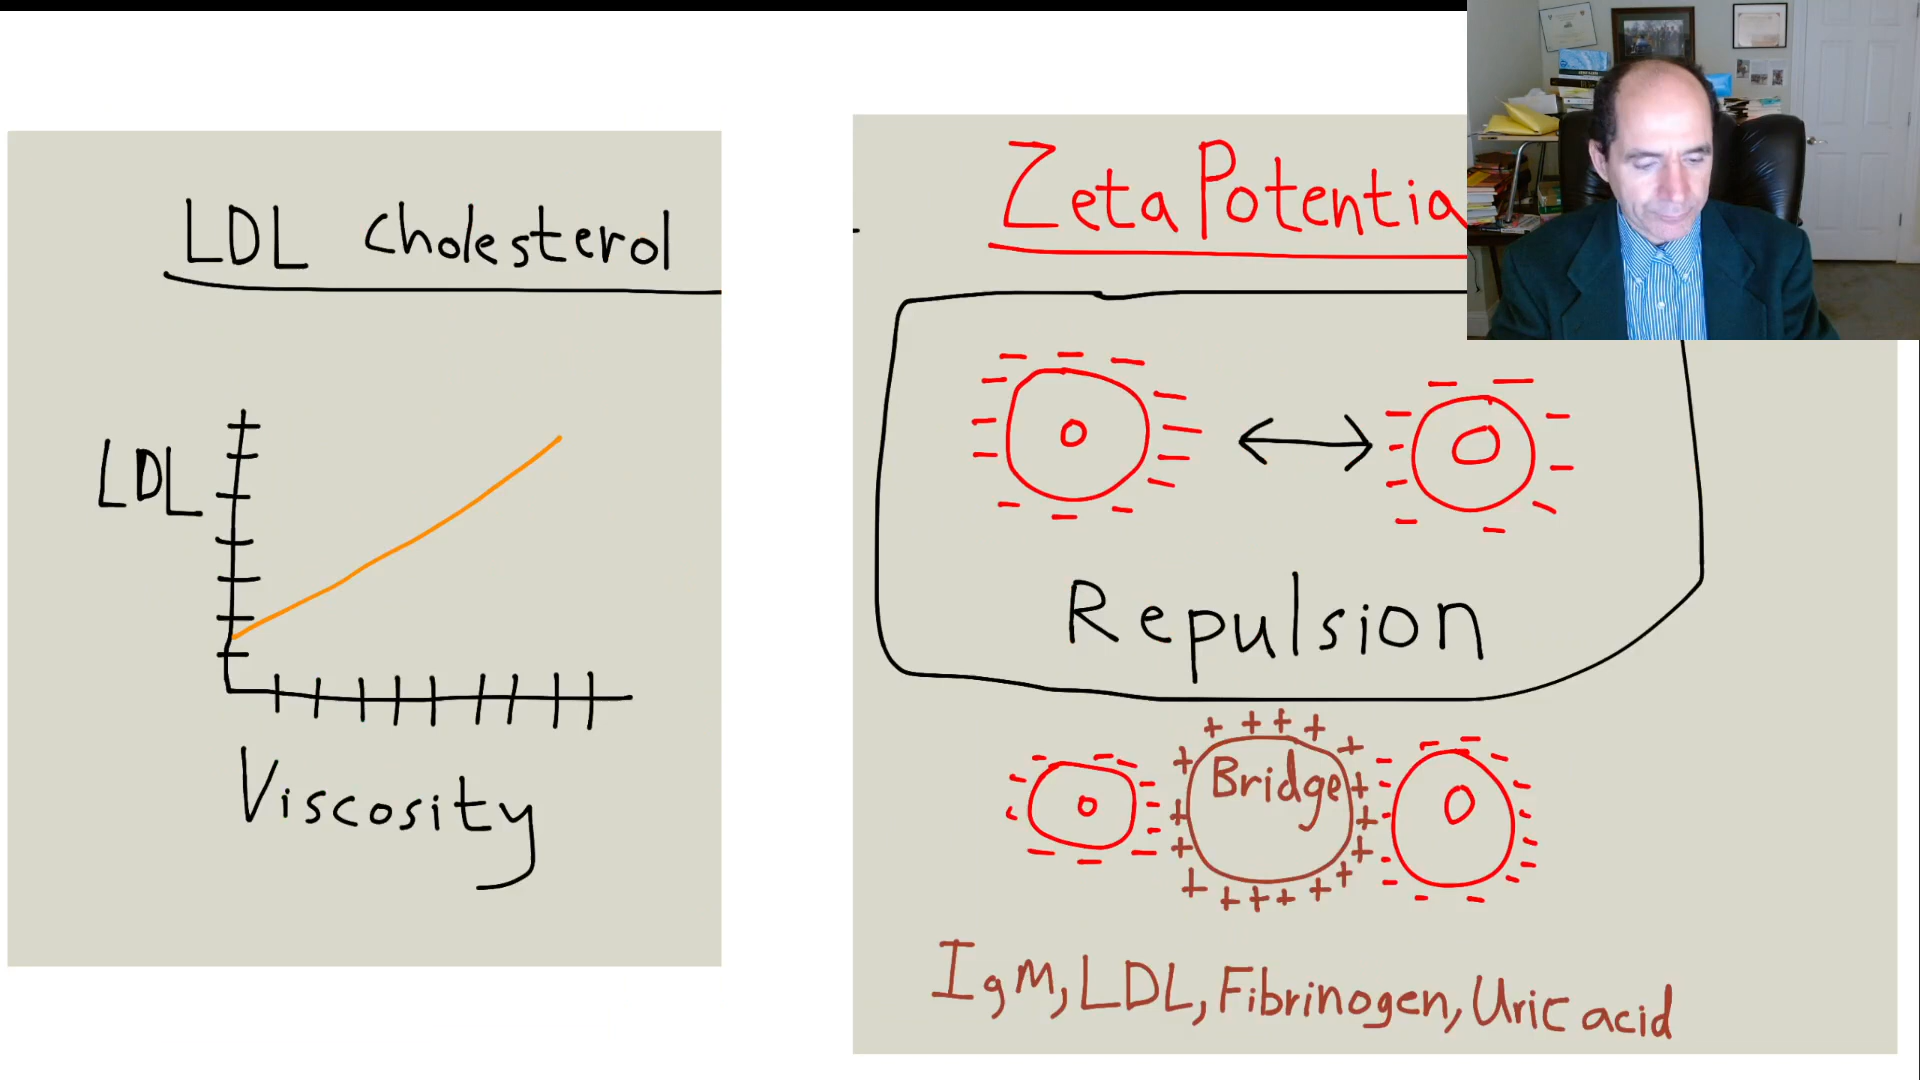 LDL Cholesterol
LDL
Viscosity
Zeta Potentia
Repulsion
Bridge
IgM, LDL, Fibrinogen, Uric acid